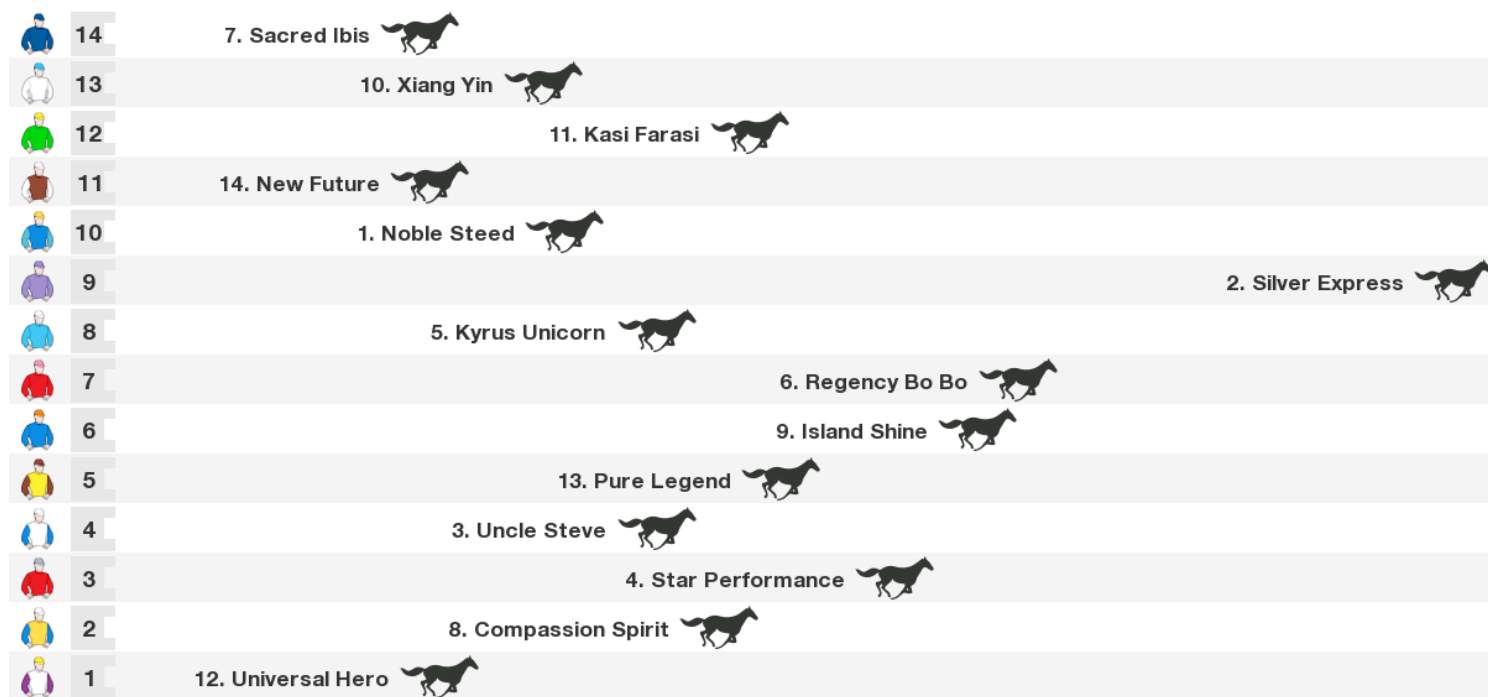 14 7. Sacred Ibis
13 10. Xiang Yin
12 11. Kasi Farasi
11 14. New Future
10 1. Noble Steed
9 2. Silver Express
8 5. Kyrus Unicorn
7 6. Regency Bo Bo
6 9. Island Shine
5 13. Pure Legend
4 3. Uncle Steve
3 4. Star Performance
2 8. Compassion Spirit
1 12. Universal Hero